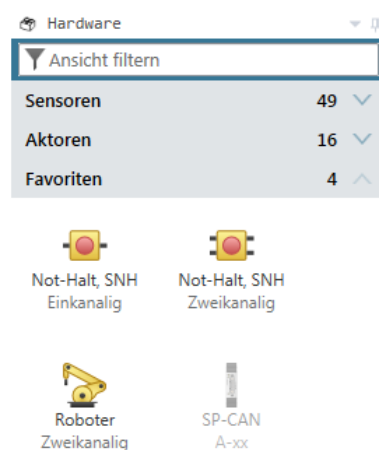 Hardware
Ansicht filtern
Sensoren 49
Aktoren 16
Favoriten 4
Not-Halt, SNH Not-Halt, SNH
Einkanalig Zweikanalig
Roboter SP-CAN
Zweikanalig A-xx